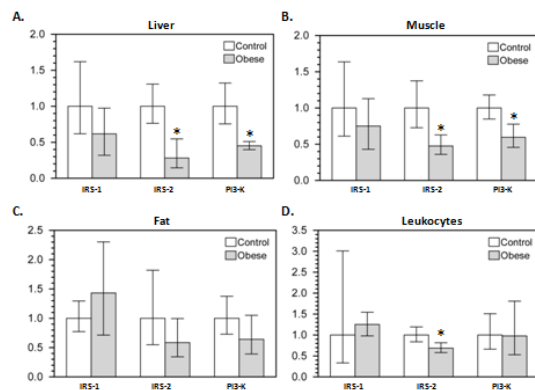 A.
Liver
2.0
1.5
1.0
0.5
0.0
Control
Obese
*
*
IRS-1
IRS-2
PI3-K
B.
Muscle
2.0
1.5
1.0
0.5
0.0
Control
Obese
*
*
IRS-1
IRS-2
PI3-K
C.
Fat
2.5
2.0
1.5
1.0
0.5
0.0
Control
Obese
IRS-1
IRS-2
PI3-K
D.
Leukocytes
3.5
3.0
2.5
2.0
1.5
1.0
0.5
0.0
Control
Obese
*
IRS-1
IRS-2
PI3-K